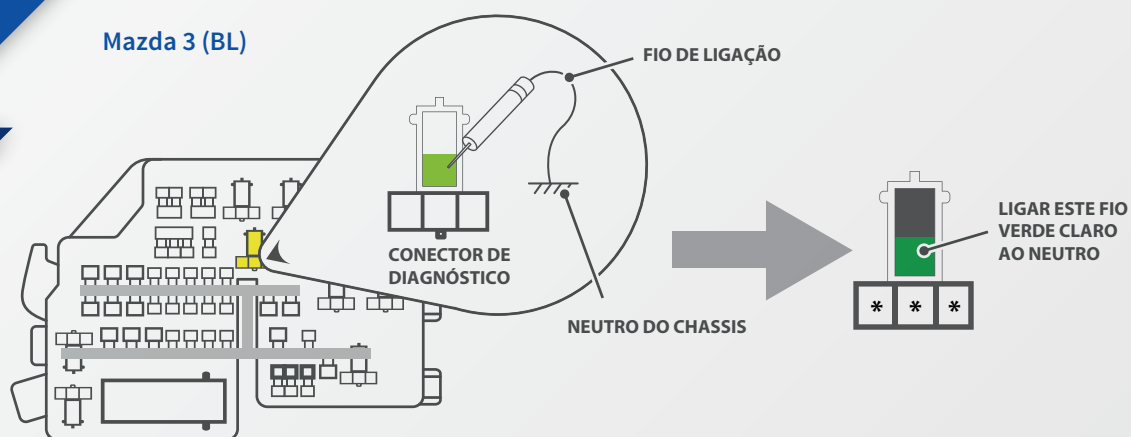 Mazda 3 (BL)
FIO DE LIGAÇÃO
CONECTOR DE
DIAGNÓSTICO
NEUTRO DO CHASSIS
LIGAR ESTE FIO
VERDE CLARO
AO NEUTRO
* * *